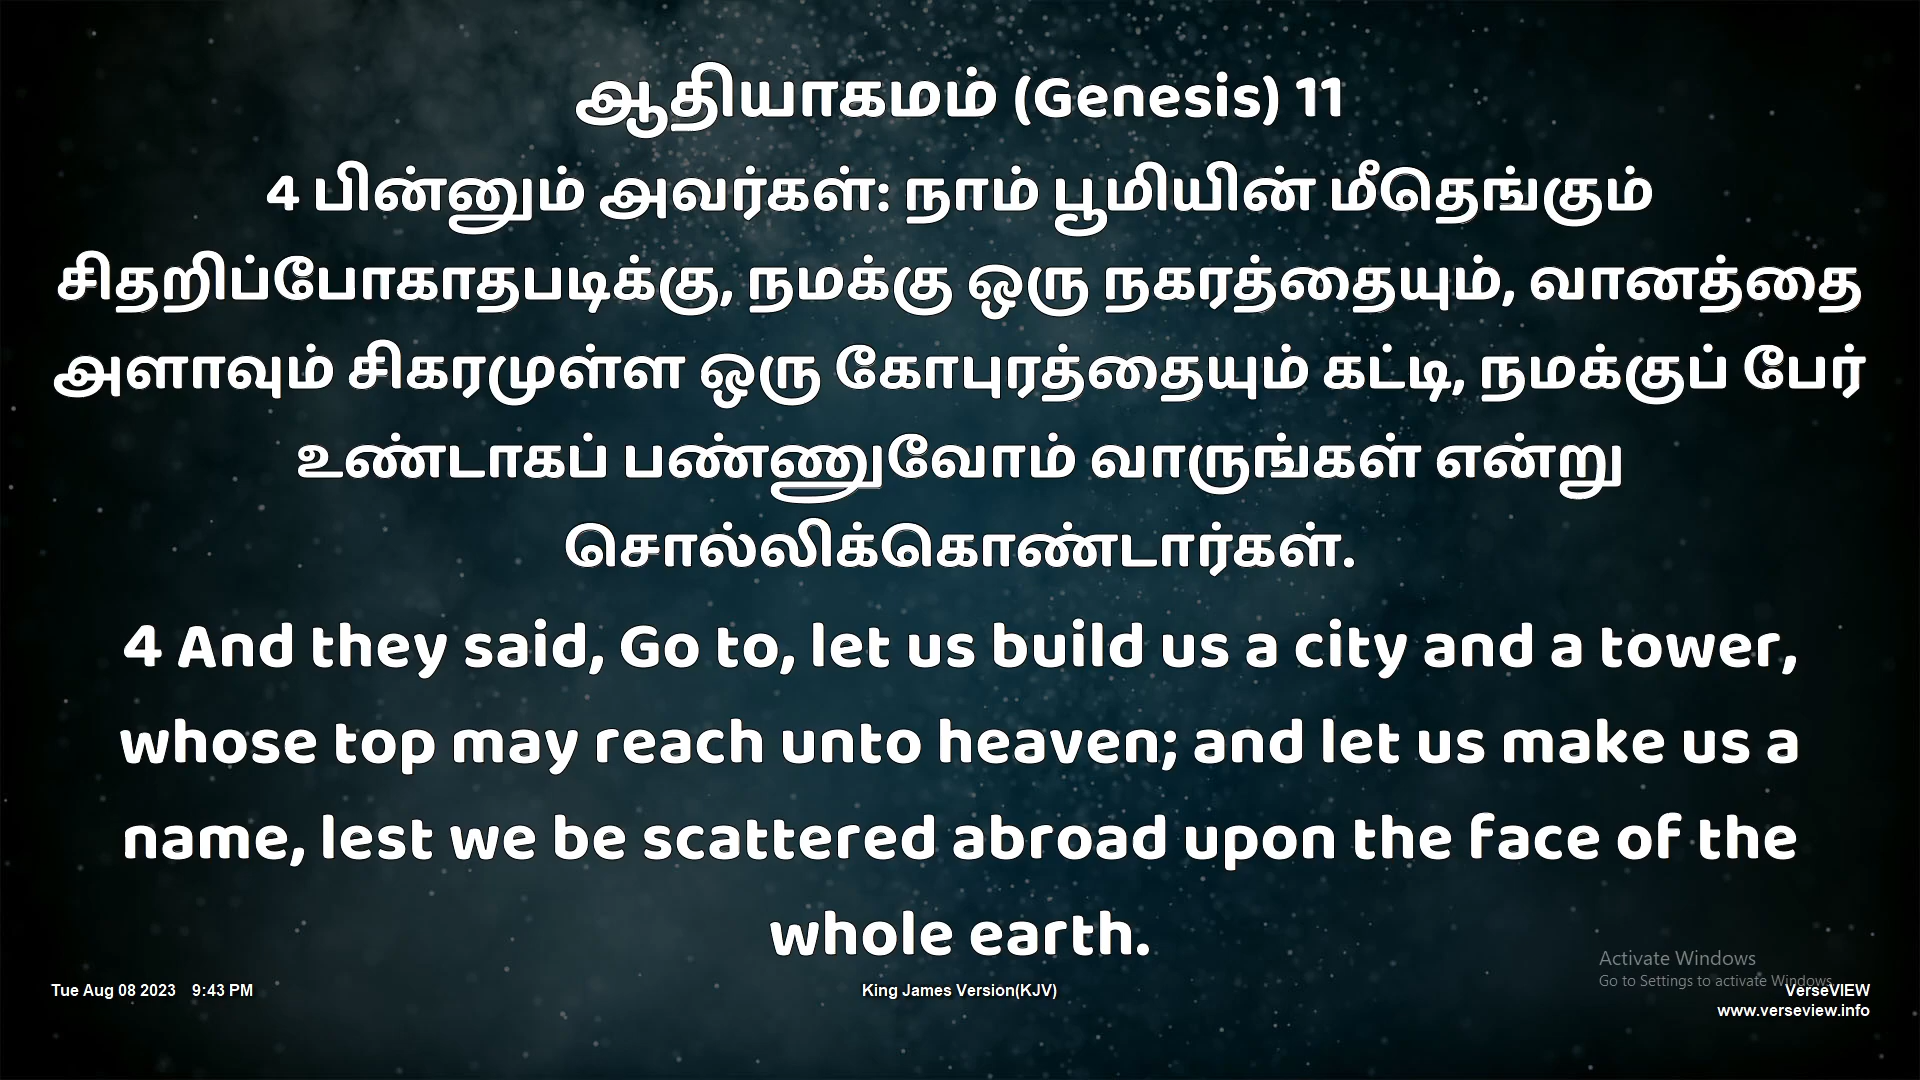 ஆதியாகமம் (Genesis) 11
4 பின்னும் அவர்கள்: நாம் பூமியின் மீதெங்கும்
சிதறிப்போகாதபடிக்கு, நமக்கு ஒரு நகரத்தையும், வானத்தை
அளாவும் சிகரமுள்ள ஒரு கோபுரத்தையும் கட்டி, நமக்குப் பேர்
உண்டாகப் பண்ணுவோம் வாருங்கள் என்று
சொல்லிக்கொண்டார்கள்.
4 And they said, Go to, let us build us a city and a tower,
whose top may reach unto heaven; and let us make us a
name, lest we be scattered abroad upon the face of the
whole earth.
Activate Windows
Go to Settings to activate Windows.
Tue Aug 08 2023 9:43 PM
King James Version(KJV)
VerseVIEW
www.verseview.info